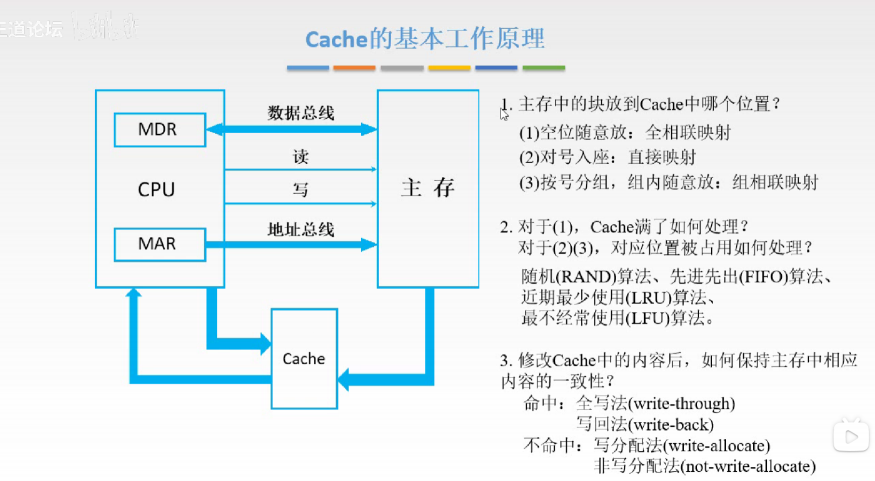 王道论坛
Cache的基本工作原理
MDR
CPU
MAR
数据总线
读
写
地址总线
主 存
Cache
1. 主存中的块放到Cache中哪个位置？
(1)空位随意放：全相联映射
(2)对号入座：直接映射
(3)按号分组，组内随意放：组相联映射
2. 对于(1)，Cache满了如何处理？
对于(2)(3)，对应位置被占用如何处理？
随机(RAND)算法、先进先出(FIFO)算法、
近期最少使用(LRU)算法、
最不经常使用(LFU)算法。
3. 修改Cache中的内容后，如何保持主存中相应
内容的一致性？
命中：全写法(write-through)
写回法(write-back)
不命中：写分配法(write-allocate)
非写分配法(not-write-allocate)